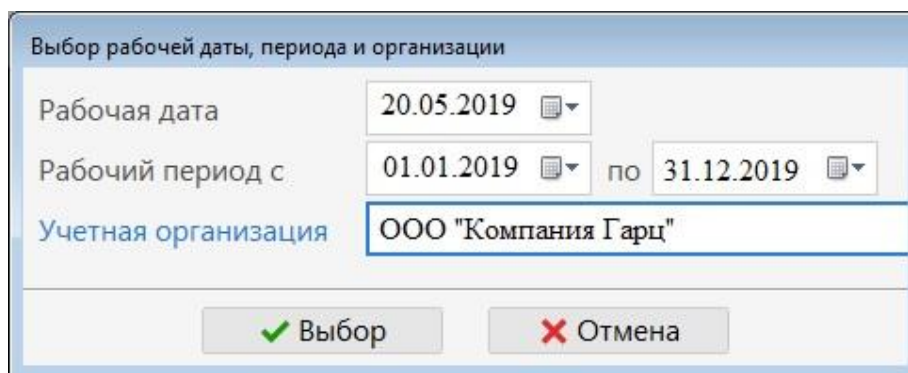 Выбор рабочей даты, периода и организации
Рабочая дата 20.05.2019
Рабочий период с 01.01.2019 по 31.12.2019
Учетная организация ООО "Компания Гарц"
Выбор Отмена